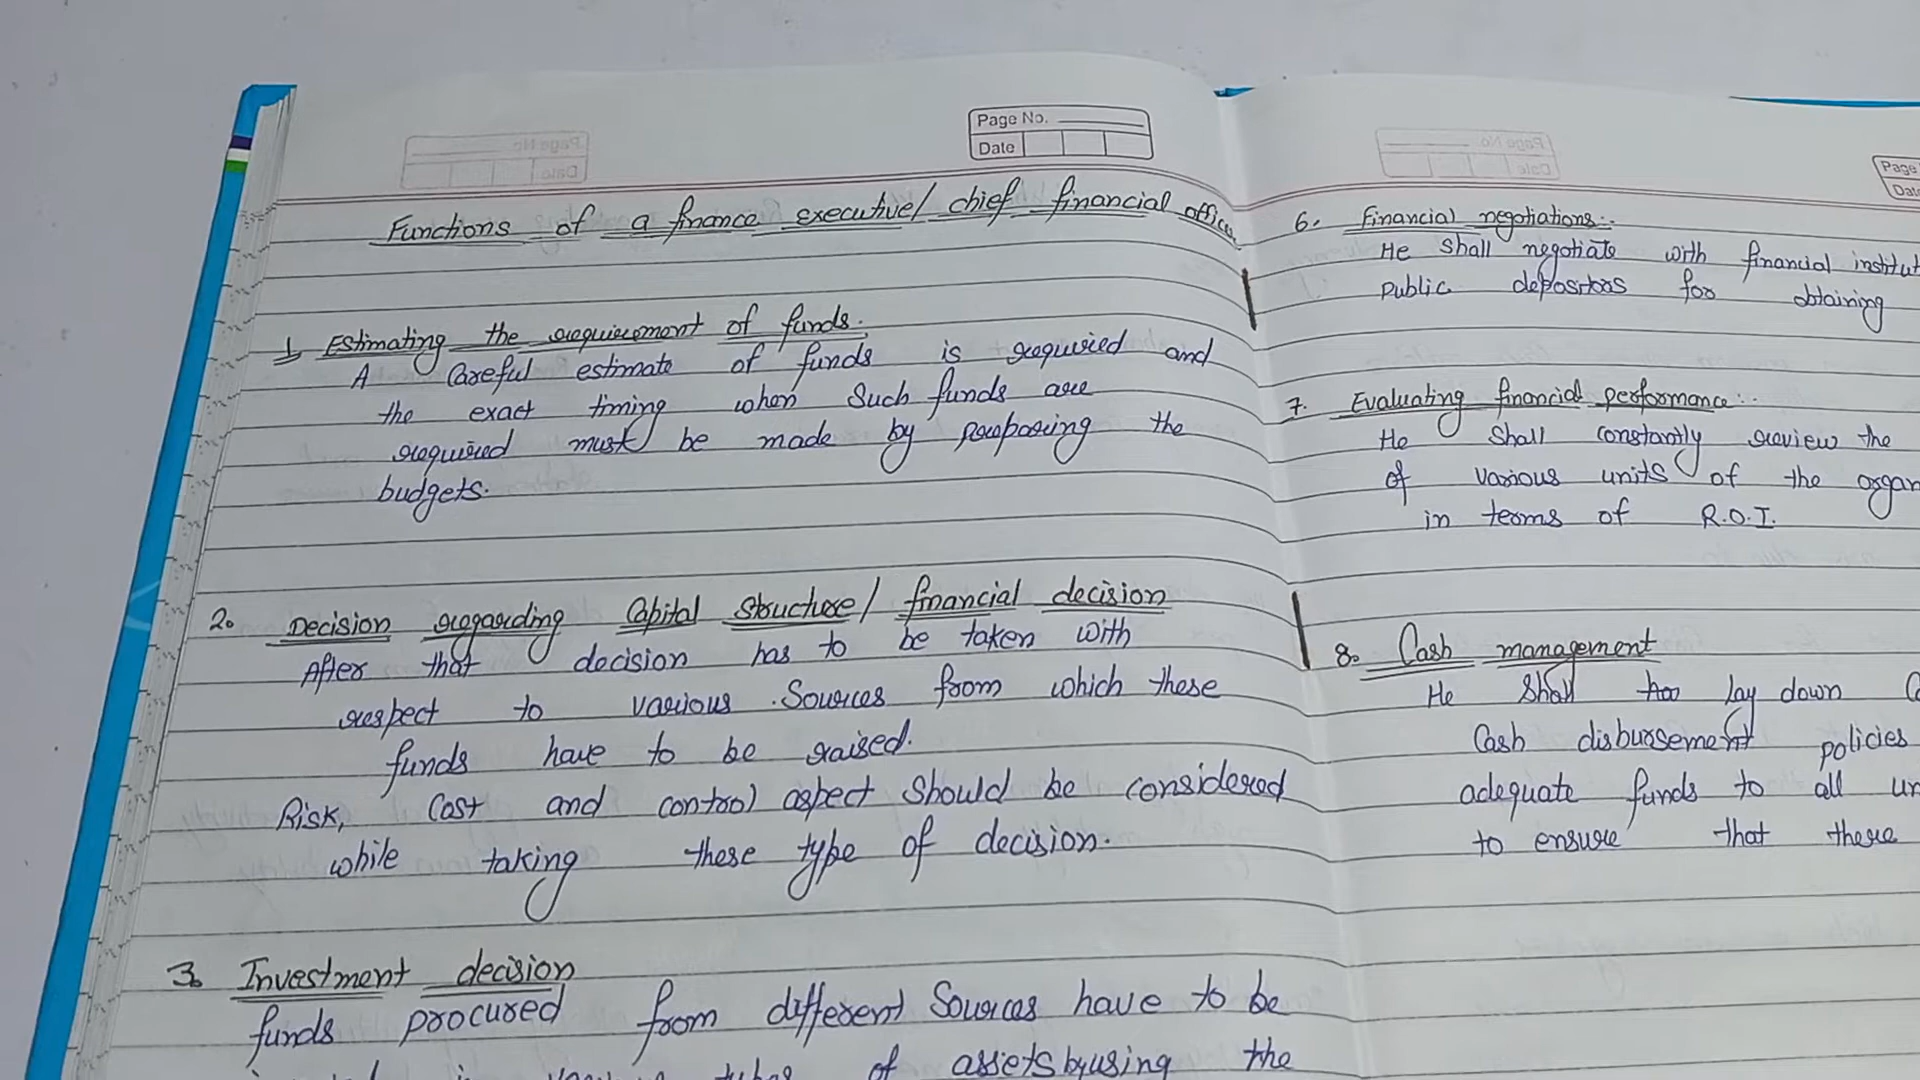 Page No.
Date
Functions of a finance executive/ chief financial officer
1 Estimating the requirement of funds.
A Careful estimate of funds is required and
the exact timing when Such funds are
required must be made by preparing the
budgets.
2. Decision regarding Capital Structure/ financial decision
After that decision has to be taken with
respect to various Sources from which these
funds have to be raised.
Risk, Cost and control aspect Should be considered
while taking these type of decision.
3. Investment decision
funds procured from different Sources have to be
of assets by using the
Page
Date
6. Financial negotiations:-
He Shall negotiate with financial institut
Public depositors for obtaining
7. Evaluating financial performance:-
He Shall constantly review the
of various units of the organ
in terms of R.O.I.
8. Cash management
He Shall lay down
Cash disbursement policies
adequate funds to all un
to ensure that there